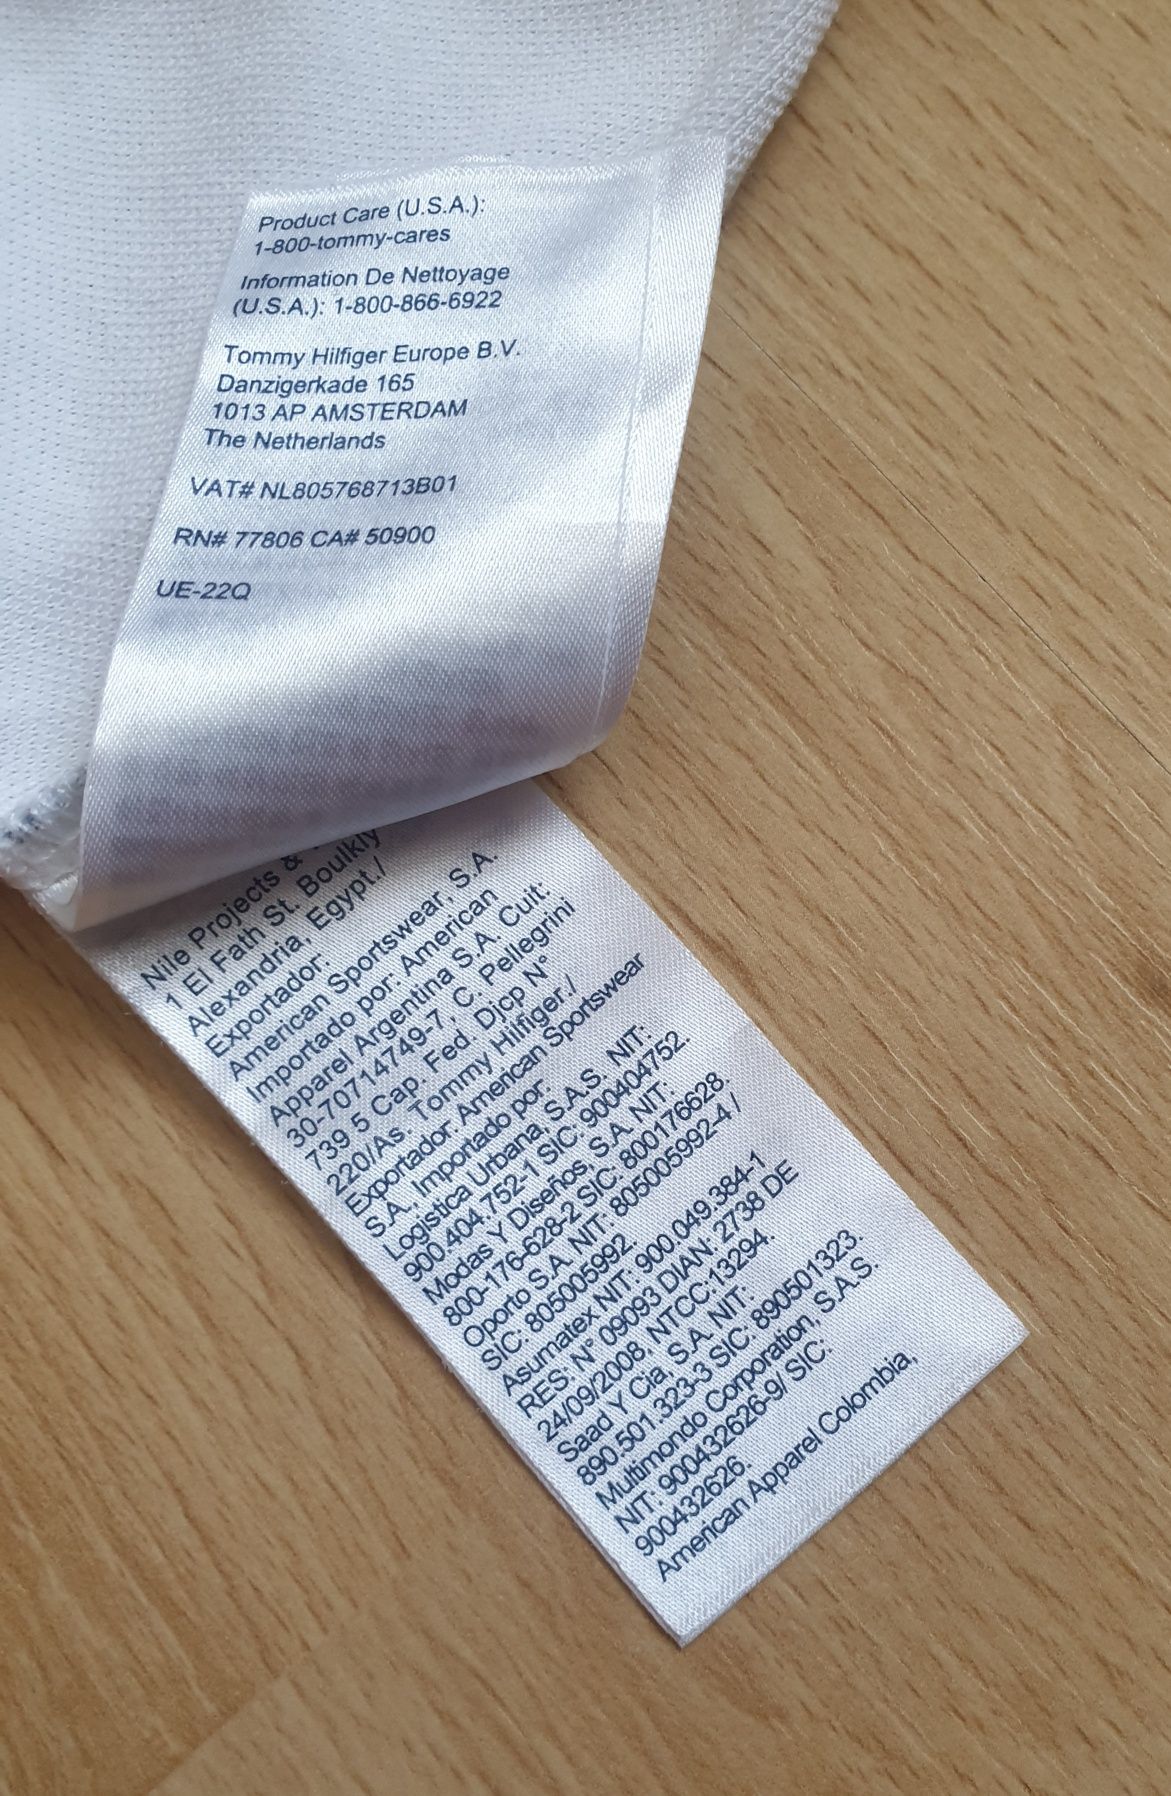 Product Care (U.S.A.):
1-800-tommy-cares
Information De Nettoyage
(U.S.A.): 1-800-866-6922
Tommy Hilfiger Europe B.V.
Danzigerkade 165
1013 AP AMSTERDAM
The Netherlands
VAT# NL805768713B01
RN# 77806 CA# 50900
UE-22Q
Nile Projects &
1 El Fath St. Boulkly
Alexandria, Egypt./
Exportador:
American Sportswear, S.A.
Importado por: American
Apparel Argentina S.A. Cuit:
30-70714749-7, C. Pellegrini
739 5 Cap. Fed. Djcp N°
220/As. Tommy Hilfiger./
Exportador: American Sportswear
S.A., Importado por:
Logistica Urbana, S.A.S. NIT:
900.404.752-1 SIC: 900404752.
Modas Y Diseños, S.A. NIT:
800-176-628-2 SIC: 800176628.
Oporto S.A. NIT: 805005992-4 /
SIC: 805005992.
Asumatex NIT: 900.049.384-1
RES: N° 09093 DIAN: 2738 DE
24/09/2008, NTCC:13294.
Saad Y Cia, S.A. NIT:
890.501.323-3 SIC: 890501323.
Multimondo Corporation, S.A.S.
NIT: 900432626-9/ SIC:
900432626.
American Apparel Colombia,